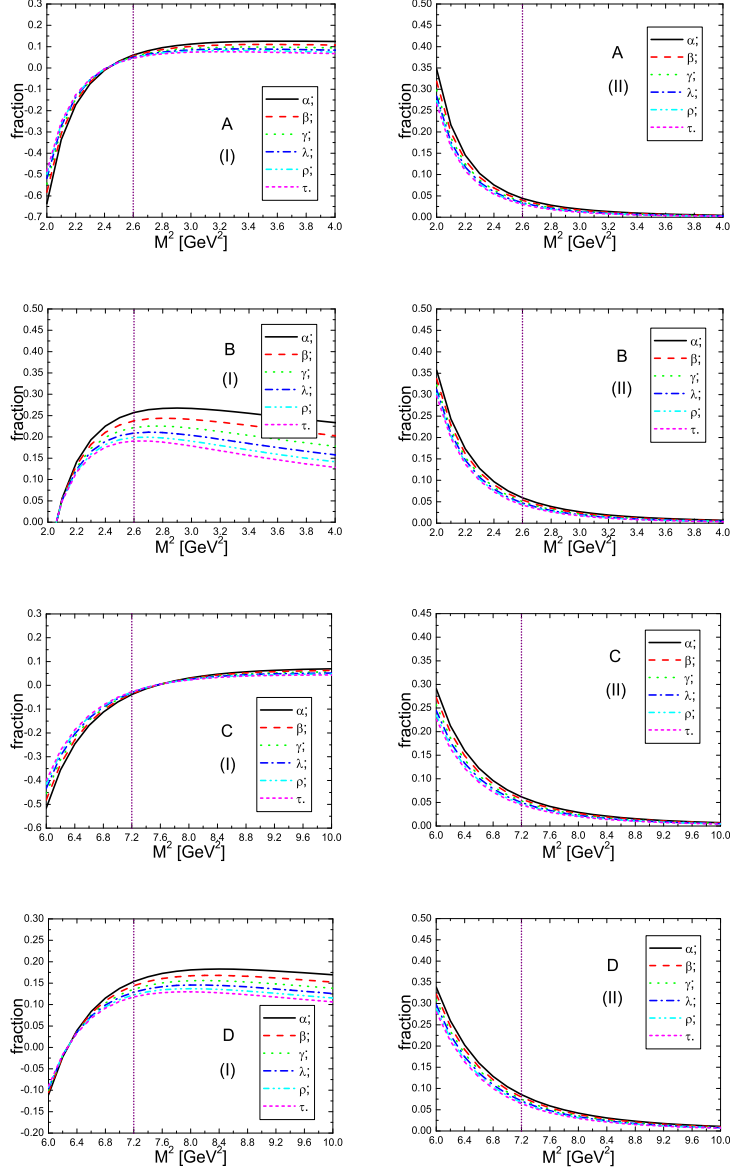 0.3
0.2
0.1
0.0
-0.1
-0.2
-0.3
-0.4
-0.5
-0.6
-0.7
fraction
A
(I)
α;
β;
γ;
λ;
ρ;
τ.
2.0 2.2 2.4 2.6 2.8 3.0 3.2 3.4 3.6 3.8 4.0
M² [GeV²]
0.50
0.45
0.40
0.35
0.30
0.25
0.20
0.15
0.10
0.05
0.00
fraction
A
(II)
α;
β;
γ;
λ;
ρ;
τ.
2.0 2.2 2.4 2.6 2.8 3.0 3.2 3.4 3.6 3.8 4.0
M² [GeV²]
0.50
0.45
0.40
0.35
0.30
0.25
0.20
0.15
0.10
0.05
0.00
fraction
B
(I)
α;
β;
γ;
λ;
ρ;
τ.
2.0 2.2 2.4 2.6 2.8 3.0 3.2 3.4 3.6 3.8 4.0
M² [GeV²]
0.50
0.45
0.40
0.35
0.30
0.25
0.20
0.15
0.10
0.05
0.00
fraction
B
(II)
α;
β;
γ;
λ;
ρ;
τ.
2.0 2.2 2.4 2.6 2.8 3.0 3.2 3.4 3.6 3.8 4.0
M² [GeV²]
0.3
0.2
0.1
0.0
-0.1
-0.2
-0.3
-0.4
-0.5
-0.6
fraction
C
(I)
α;
β;
γ;
λ;
ρ;
τ.
6.0 6.4 6.8 7.2 7.6 8.0 8.4 8.8 9.2 9.6 10.0
M² [GeV²]
0.45
0.40
0.35
0.30
0.25
0.20
0.15
0.10
0.05
0.00
fraction
C
(II)
α;
β;
γ;
λ;
ρ;
τ.
6.0 6.4 6.8 7.2 7.6 8.0 8.4 8.8 9.2 9.6 10.0
M² [GeV²]
0.30
0.25
0.20
0.15
0.10
0.05
0.00
-0.05
-0.10
-0.15
-0.20
fraction
D
(I)
α;
β;
γ;
λ;
ρ;
τ.
6.0 6.4 6.8 7.2 7.6 8.0 8.4 8.8 9.2 9.6 10.0
M² [GeV²]
0.50
0.45
0.40
0.35
0.30
0.25
0.20
0.15
0.10
0.05
0.00
fraction
D
(II)
α;
β;
γ;
λ;
ρ;
τ.
6.0 6.4 6.8 7.2 7.6 8.0 8.4 8.8 9.2 9.6 10.0
M² [GeV²]